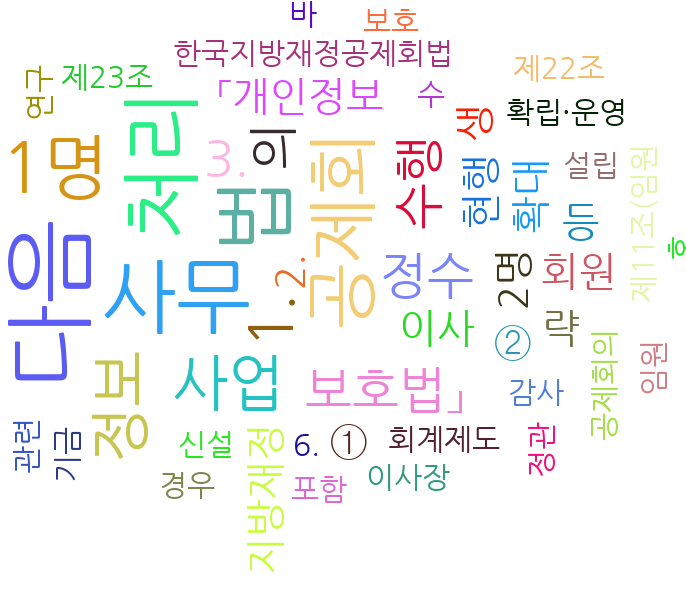 바
보호
한국지방재정공제회법
제22조
제23조
연구
「개인정보
수
생
확립·운영
처리
의
1명
3.
공제회
수행
현행
확대
설립
제11조(임원
법
등
호
다음
사무
2.
1.
정수
2명
회원
이사
②
략
정보
사업
보호법」
감사
공제회의
임원
관련
기금
신설
6.
①
회계제도
정관
지방재정
경우
포함
이사장